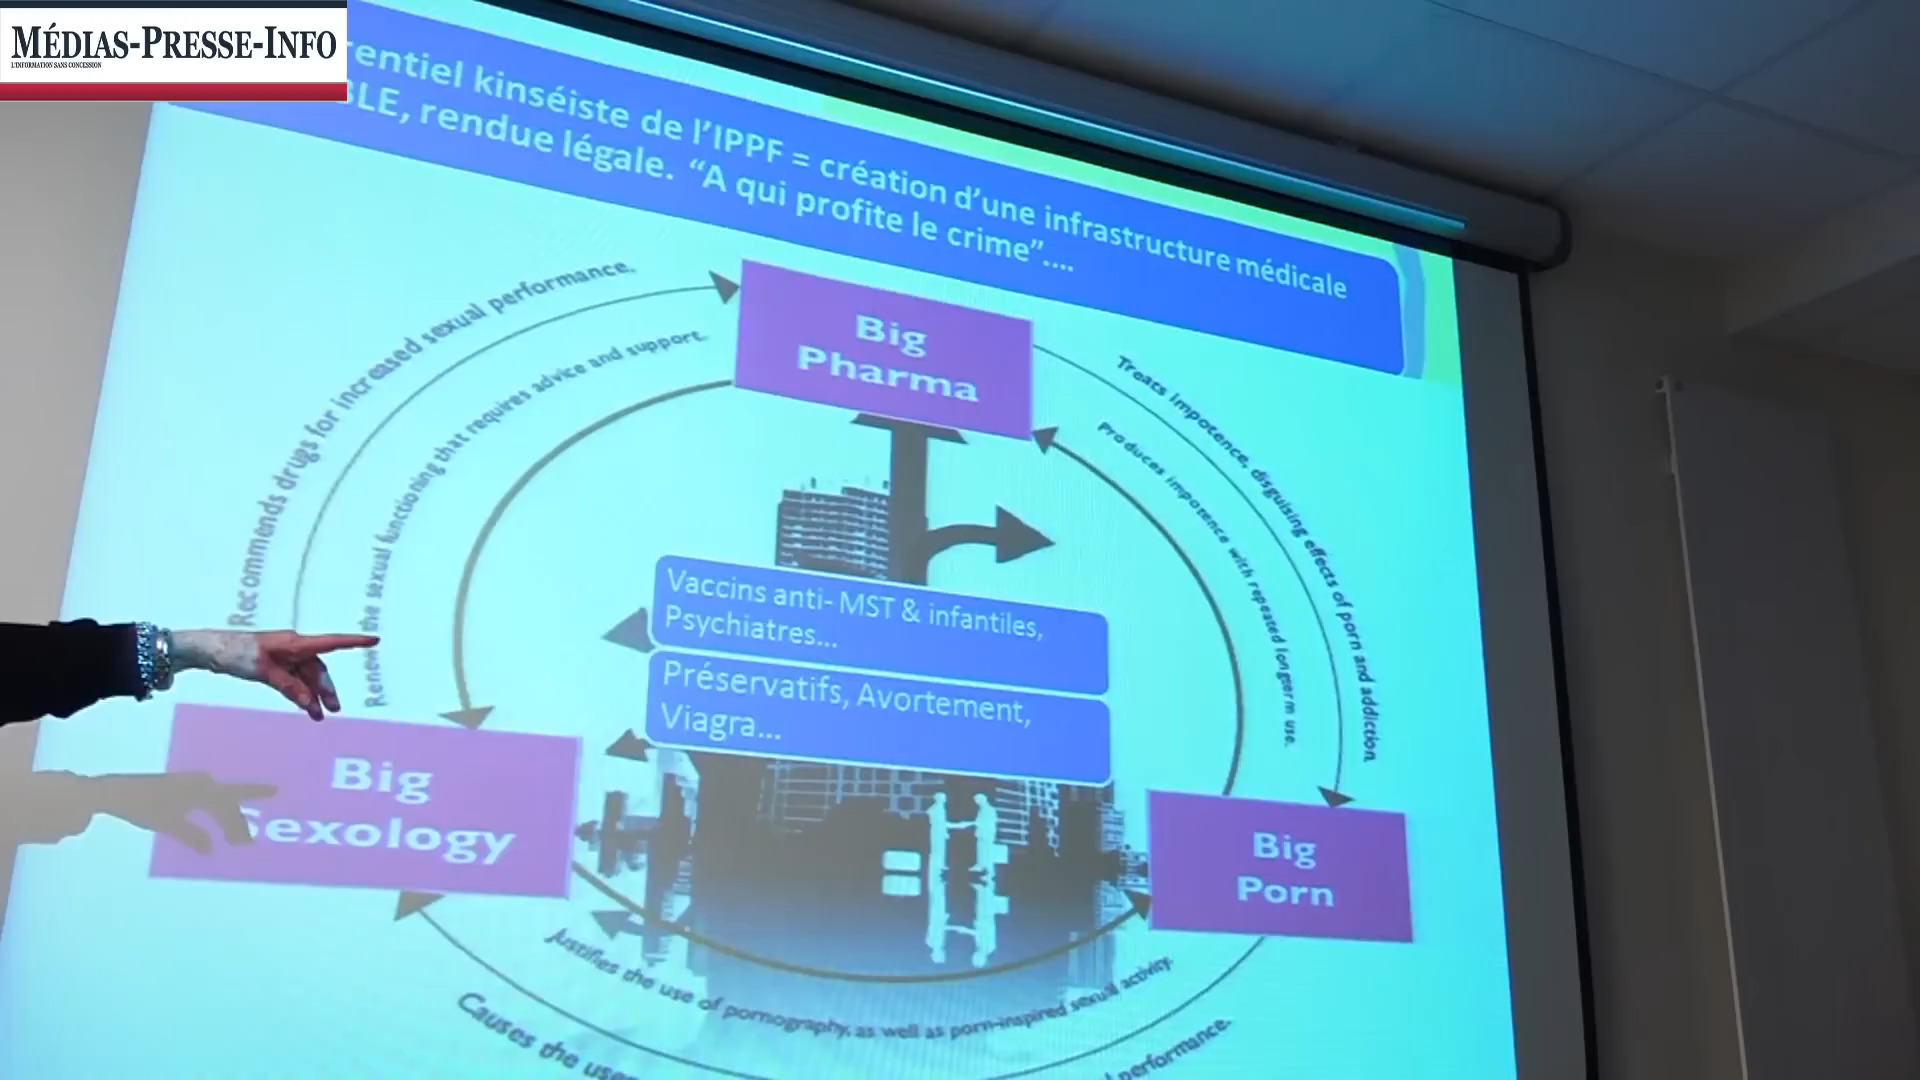 MÉDIAS-PRESSE-INFO
L'INFORMATION SANS CONCESSION
rentiel kinséiste de l'IPPF = création d'une infrastructure médicale
BLE, rendue légale. “A qui profite le crime”....
Recommends drugs for increased sexual performance.
the sexual functioning that requires advice and support.
Big
Pharma
Treats impotence, disguising effects of porn and addiction
Produces impotence with repeated longterm use.
Vaccins anti- MST & infantiles,
Psychiatres...
Préservatifs, Avortement,
Viagra...
Big
Sexology
Big
Porn
Justifies the use of pornography, as well as porn-inspired sexual activity.
Causes the user
performance.